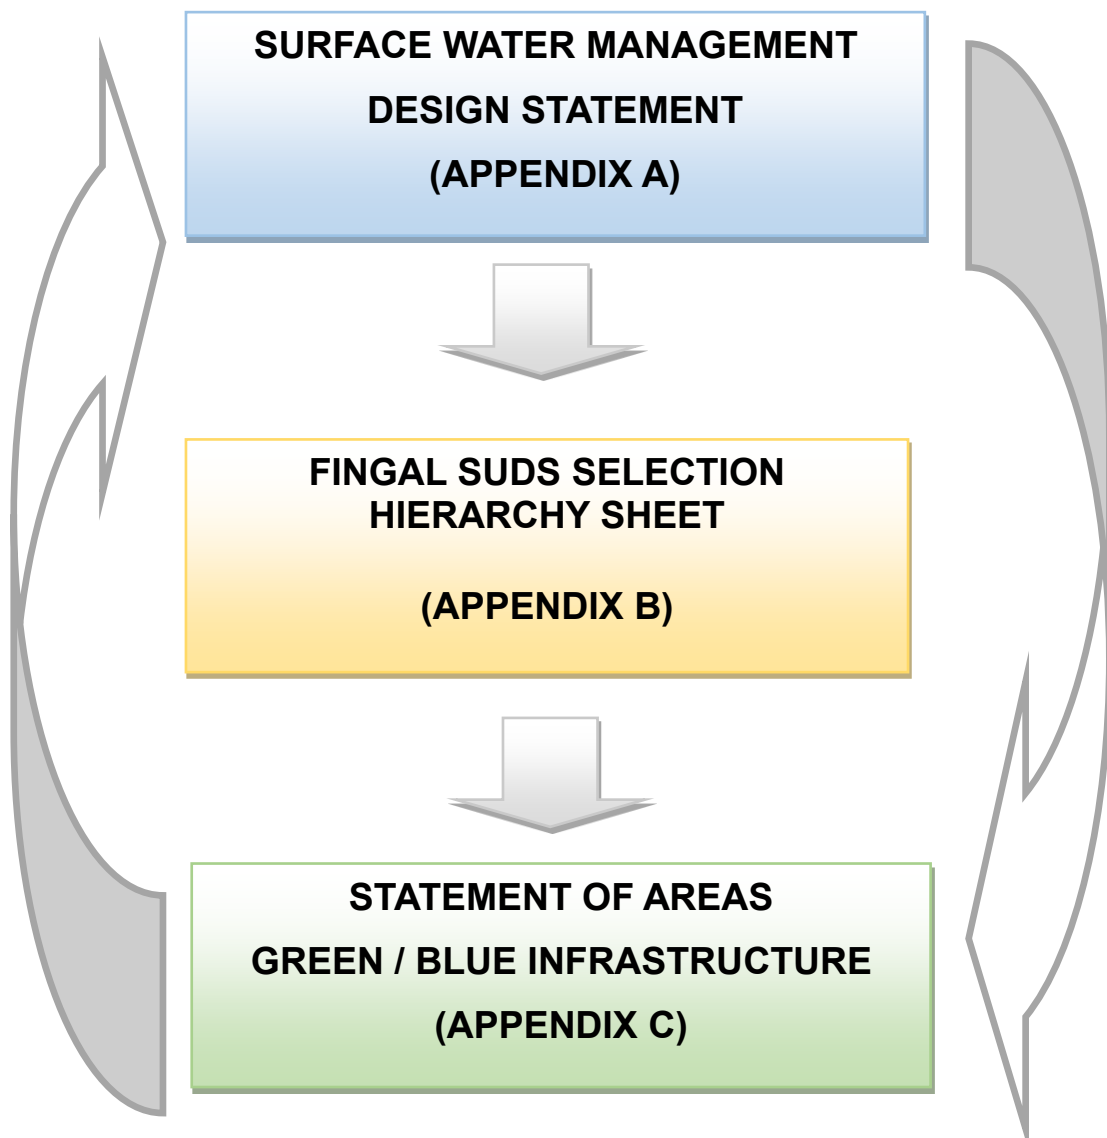 SURFACE WATER MANAGEMENT
DESIGN STATEMENT
(APPENDIX A)
FINGAL SUDS SELECTION
HIERARCHY SHEET
(APPENDIX B)
STATEMENT OF AREAS
GREEN / BLUE INFRASTRUCTURE
(APPENDIX C)